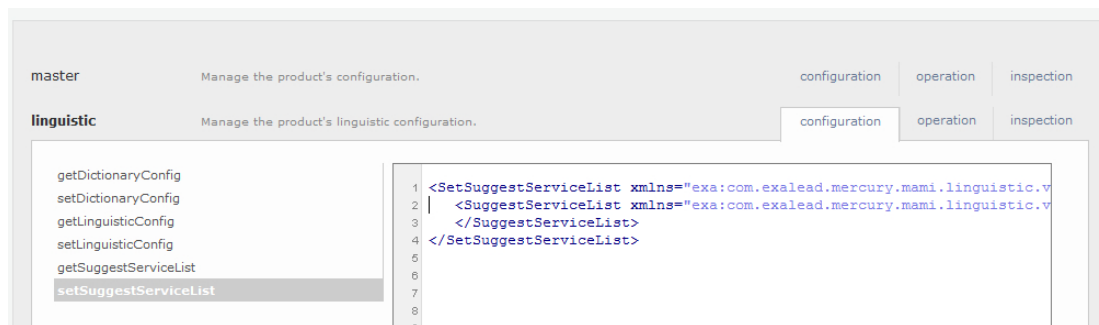 master Manage the product's configuration. configuration operation inspection
linguistic Manage the product's linguistic configuration. configuration operation inspection
getDictionaryConfig
setDictionaryConfig
getLinguisticConfig
setLinguisticConfig
getSuggestServiceList
setSuggestServiceList
1 <SetSuggestServiceList xmlns="exa:com.exalead.mercury.mami.linguistic.v
2 <SuggestServiceList xmlns="exa:com.exalead.mercury.mami.linguistic.v
3 </SuggestServiceList>
4 </SetSuggestServiceList>
5
6
7
8